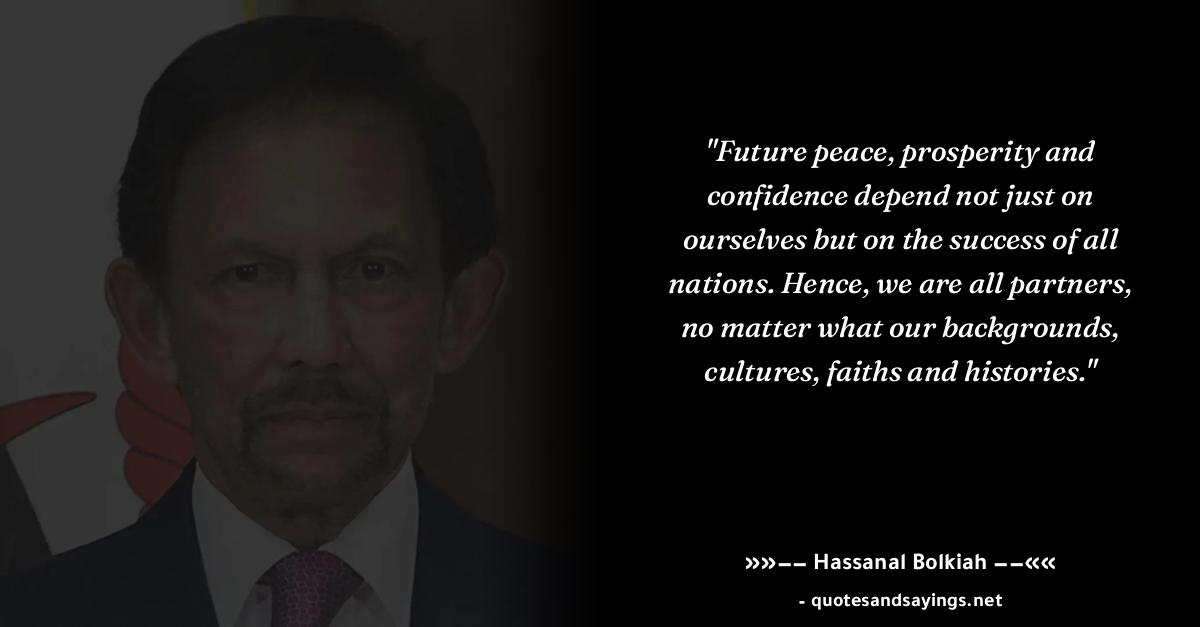 "Future peace, prosperity and
confidence depend not just on
ourselves but on the success of all
nations. Hence, we are all partners,
no matter what our backgrounds,
cultures, faiths and histories."
»»−− Hassanal Bolkiah −−««
- quotesandsayings.net